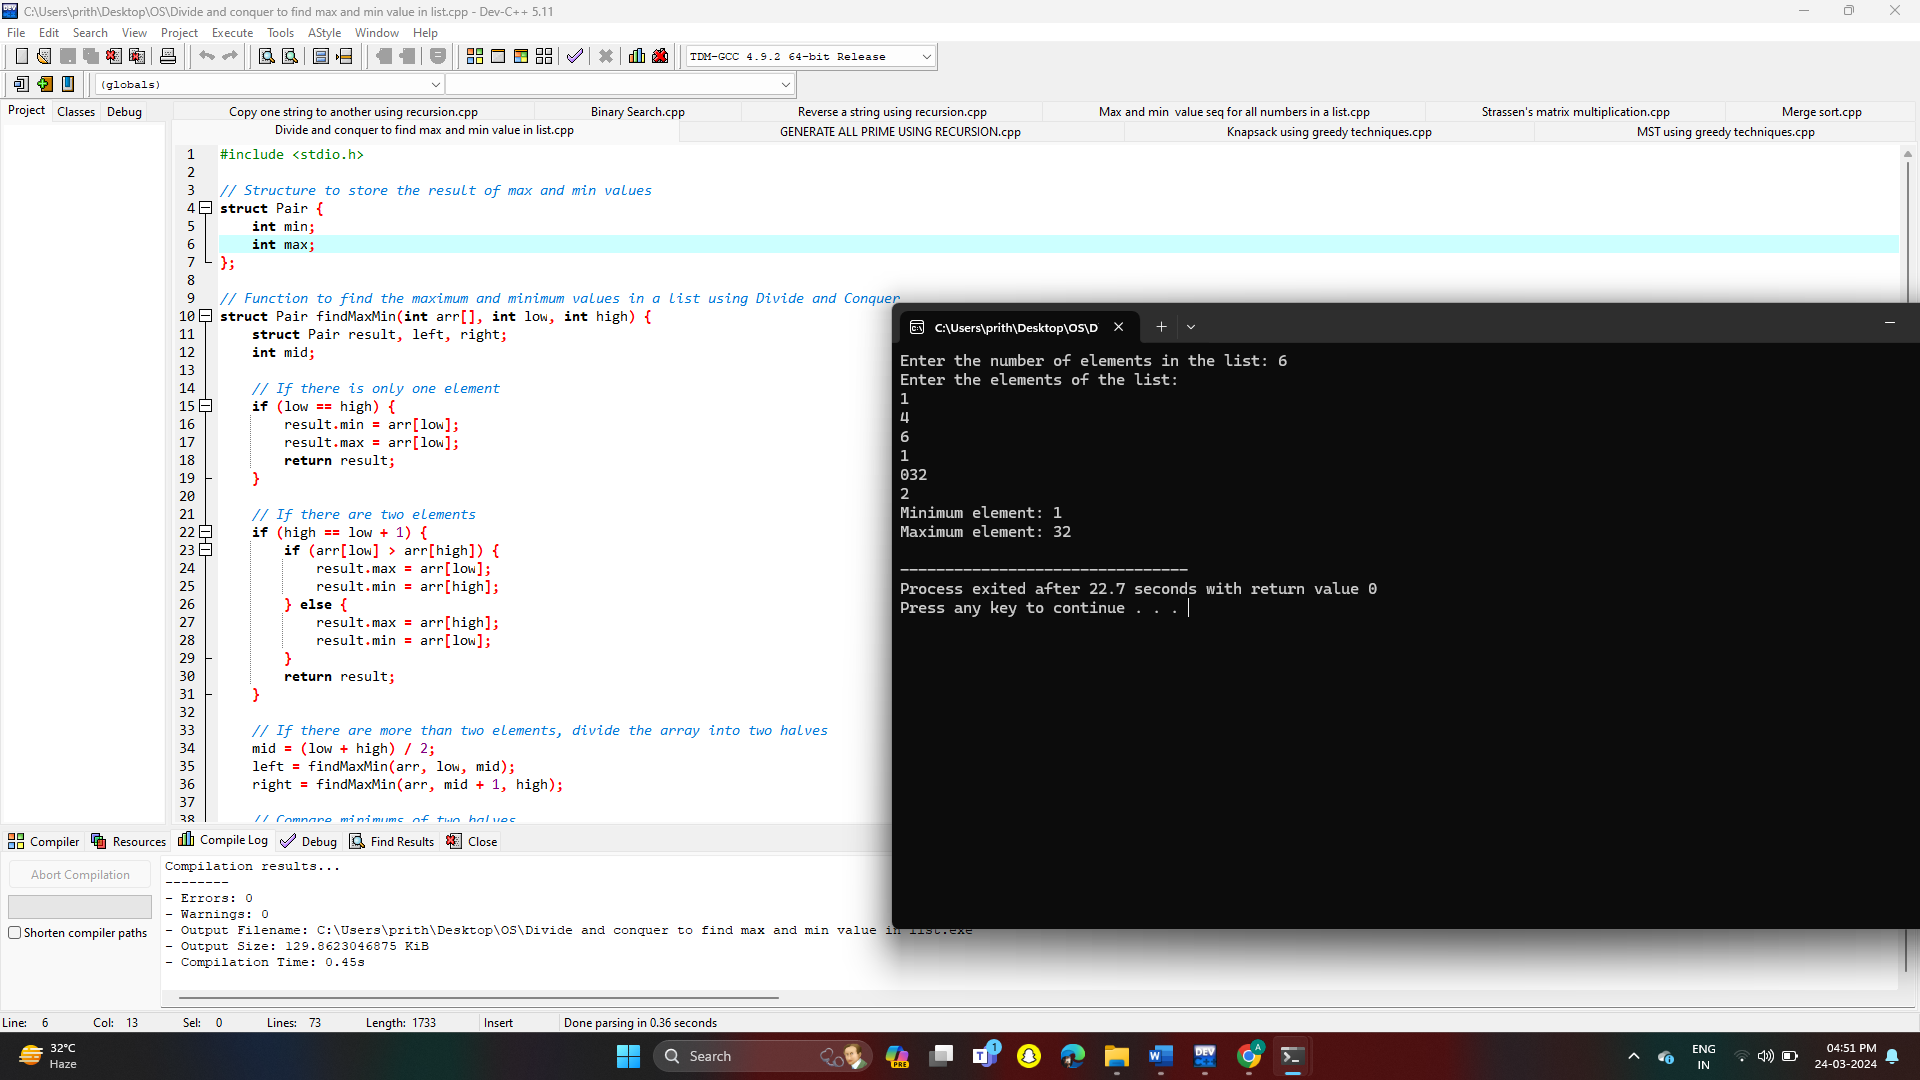 C:\Users\prith\Desktop\OS\Divide and conquer to find max and min value in list.cpp - Dev-C++ 5.11
File Edit Search View Project Execute Tools AStyle Window Help
TDM-GCC 4.9.2 64-bit Release
(globals)
Project Classes Debug
Copy one string to another using recursion.cpp Binary Search.cpp Reverse a string using recursion.cpp Max and min value seq for all numbers in a list.cpp Strassen's matrix multiplication.cpp Merge sort.cpp
Divide and conquer to find max and min value in list.cpp GENERATE ALL PRIME USING RECURSION.cpp Knapsack using greedy techniques.cpp MST using greedy techniques.cpp
1 #include <stdio.h>
2
3 // Structure to store the result of max and min values
4 struct Pair {
5 int min;
6 int max;
7 };
8
9 // Function to find the maximum and minimum values in a list using Divide and Conquer
10 struct Pair findMaxMin(int arr[], int low, int high) {
11 struct Pair result, left, right;
12 int mid;
13
14 // If there is only one element
15 if (low == high) {
16 result.min = arr[low];
17 result.max = arr[low];
18 return result;
19 }
20
21 // If there are two elements
22 if (high == low + 1) {
23 if (arr[low] > arr[high]) {
24 result.max = arr[low];
25 result.min = arr[high];
26 } else {
27 result.max = arr[high];
28 result.min = arr[low];
29 }
30 return result;
31 }
32
33 // If there are more than two elements, divide the array into two halves
34 mid = (low + high) / 2;
35 left = findMaxMin(arr, low, mid);
36 right = findMaxMin(arr, mid + 1, high);
37
38 // Compare minimums of two halves
C:\Users\prith\Desktop\OS\D
Enter the number of elements in the list: 6
Enter the elements of the list:
1
4
6
1
032
2
Minimum element: 1
Maximum element: 32
--------------------------------
Process exited after 22.7 seconds with return value 0
Press any key to continue . . .
Compiler Resources Compile Log Debug Find Results Close
Abort Compilation
Shorten compiler paths
Compilation results...
--------
- Errors: 0
- Warnings: 0
- Output Filename: C:\Users\prith\Desktop\OS\Divide and conquer to find max and min value in list.exe
- Output Size: 129.8623046875 KiB
- Compilation Time: 0.45s
Line: 6 Col: 13 Sel: 0 Lines: 73 Length: 1733 Insert Done parsing in 0.36 seconds
32°C
Haze
Search
PRE
1
DEV
A
ENG
IN
04:51 PM
24-03-2024